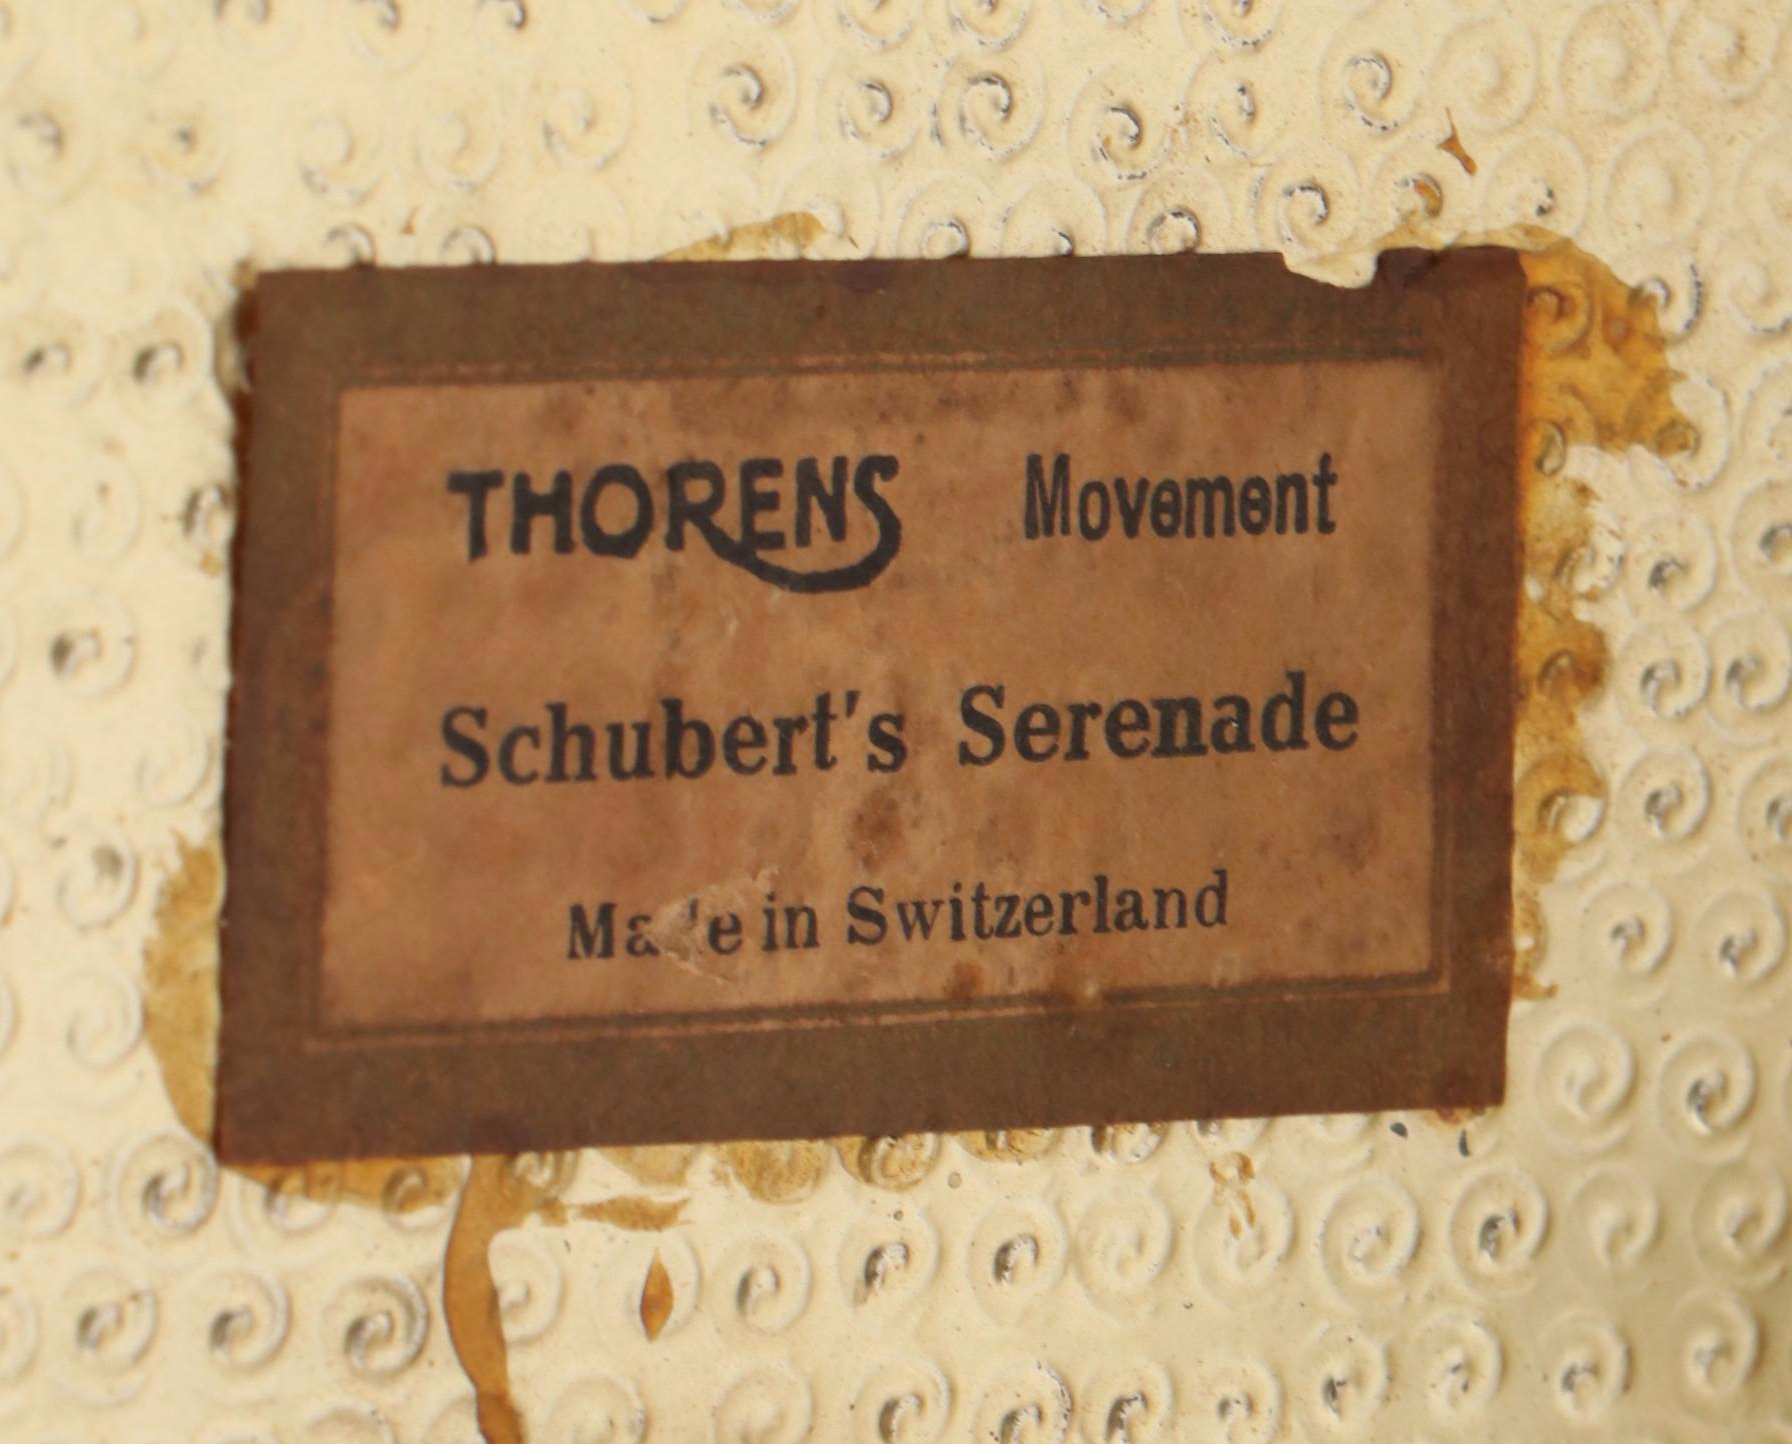 THORENS Movement
Schubert's Serenade
Made in Switzerland